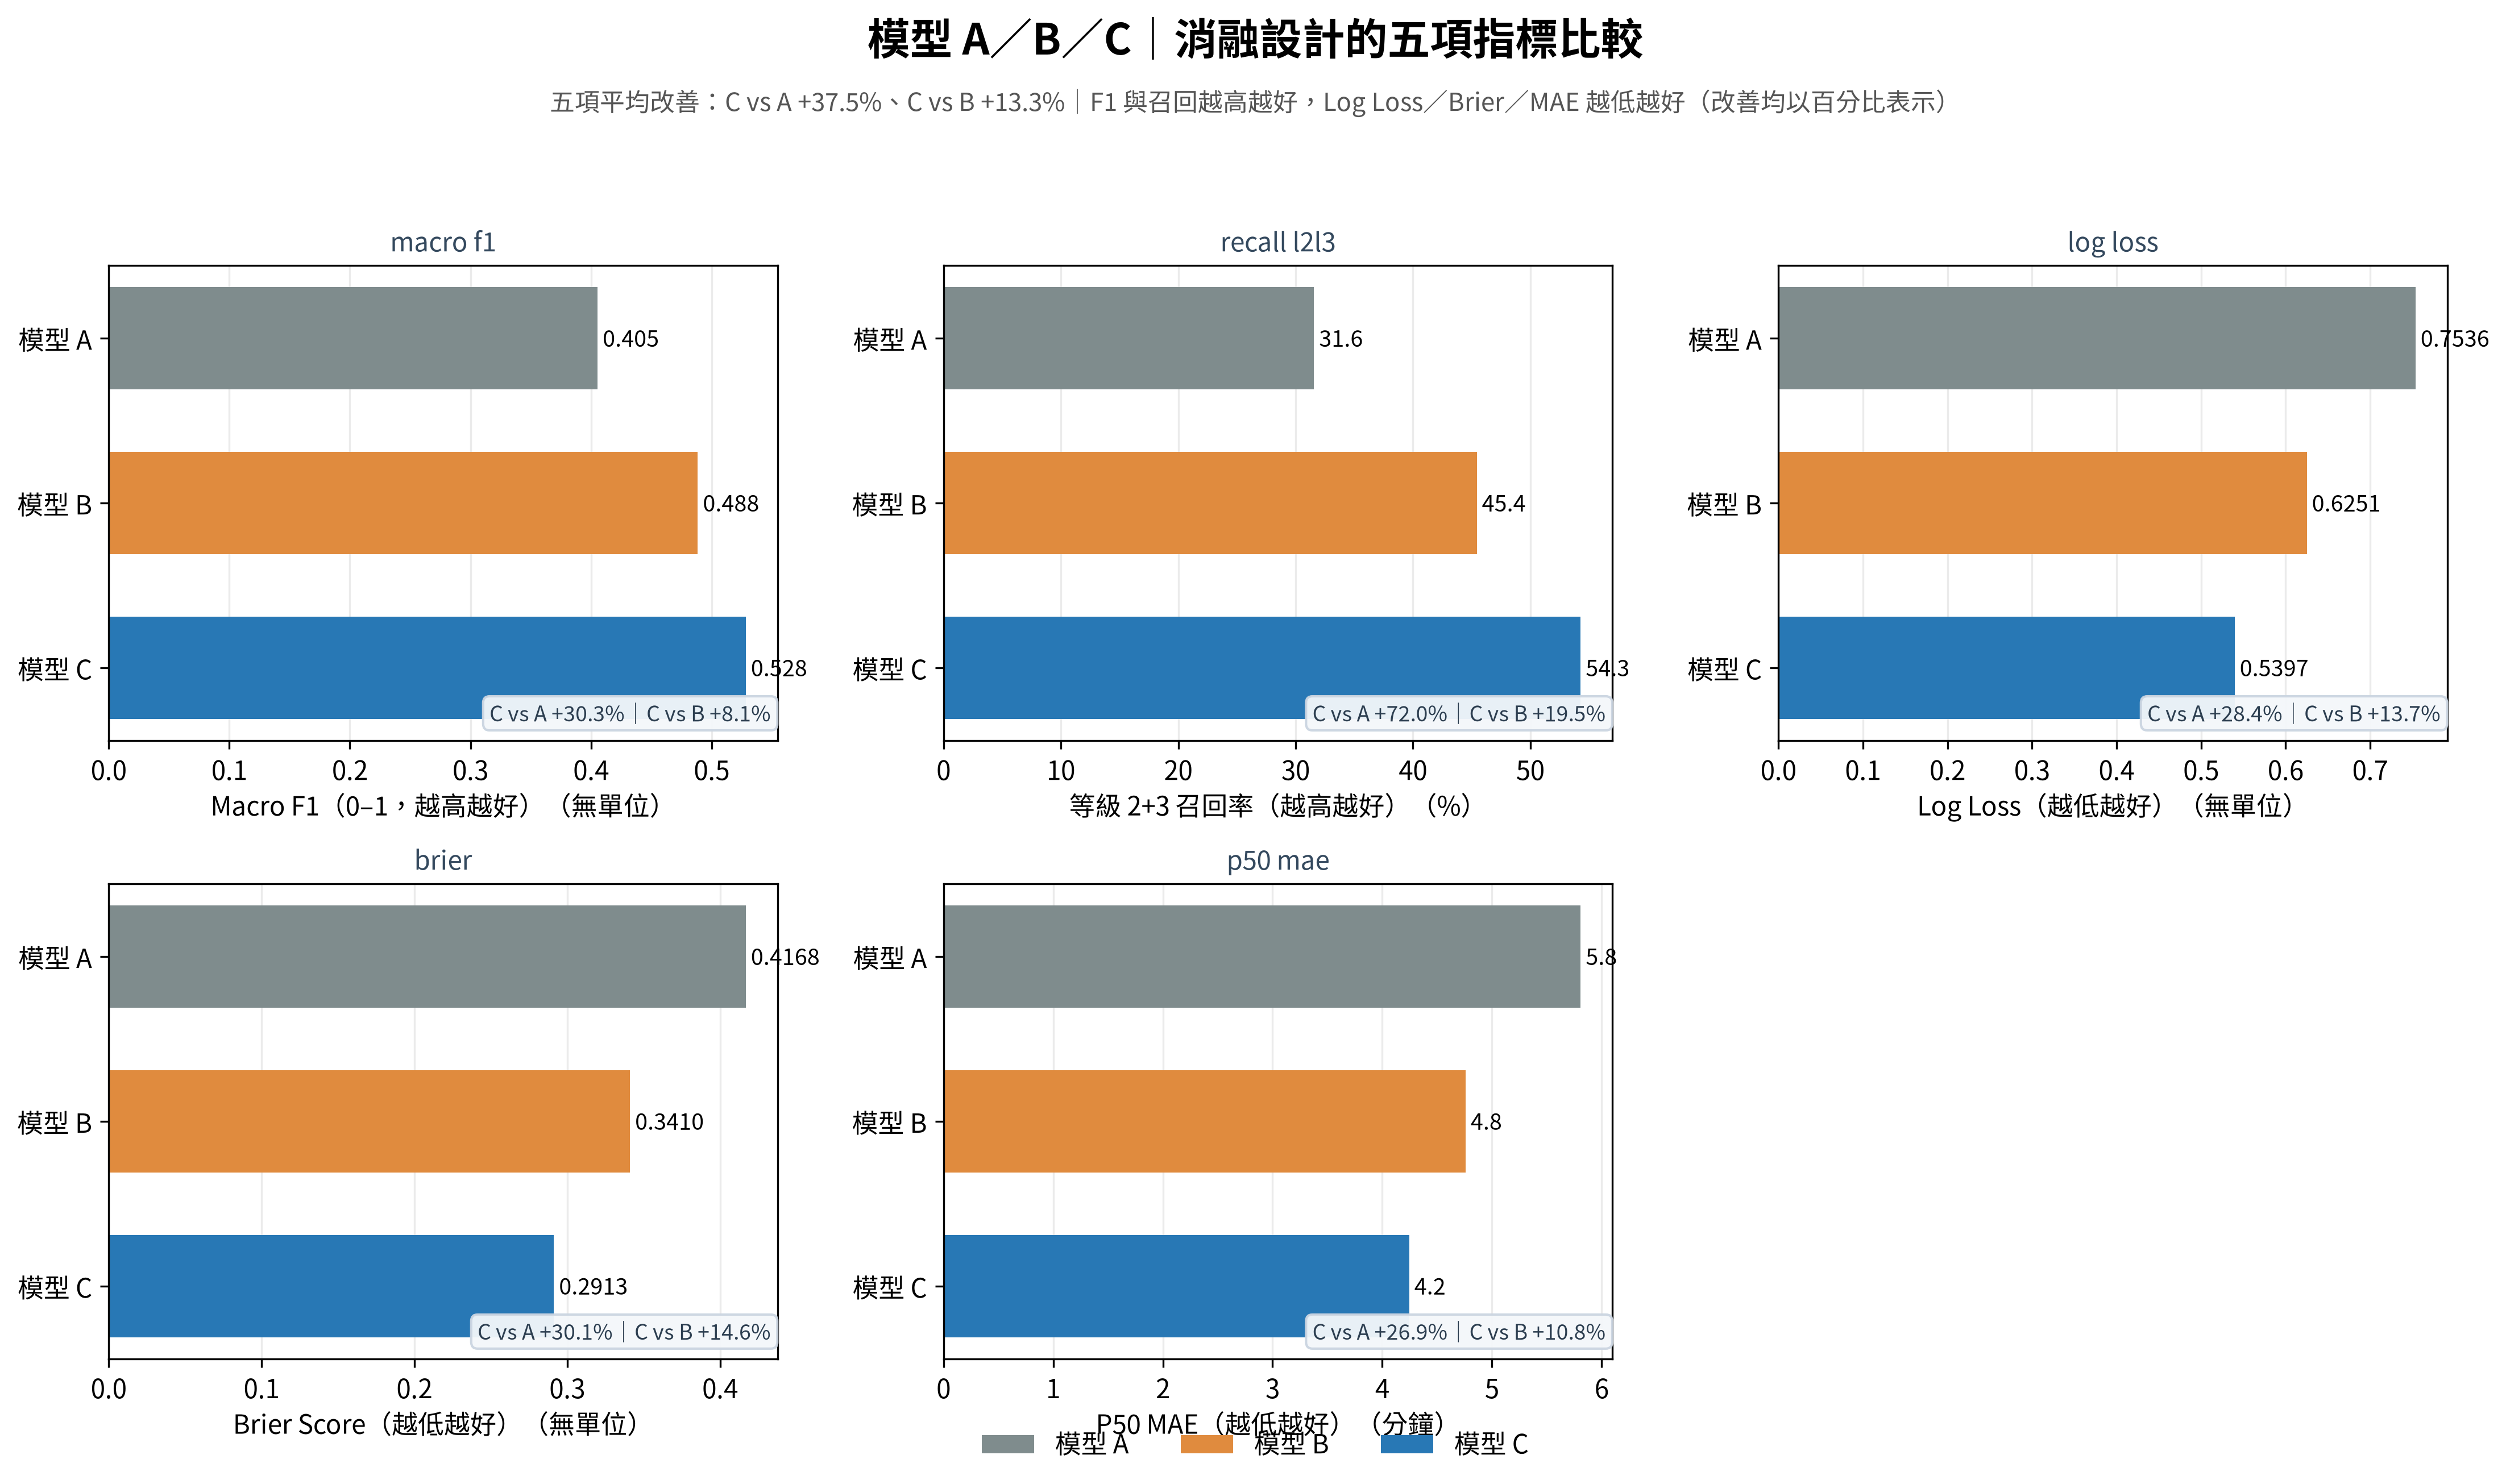 模型 A／B／C｜消融設計的五項指標比較
五項平均改善：C vs A +37.5%、C vs B +13.3%｜F1 與召回越高越好，Log Loss／Brier／MAE 越低越好（改善均以百分比表示）
macro f1
模型 A
0.405
模型 B
0.488
模型 C
0.528
C vs A +30.3%｜C vs B +8.1%
0.0 0.1 0.2 0.3 0.4 0.5
Macro F1（0–1，越高越好）（無單位）
recall l2l3
模型 A
31.6
模型 B
45.4
模型 C
54.3
C vs A +72.0%｜C vs B +19.5%
0 10 20 30 40 50
等級 2+3 召回率（越高越好）（%）
log loss
模型 A
0.7536
模型 B
0.6251
模型 C
0.5397
C vs A +28.4%｜C vs B +13.7%
0.0 0.1 0.2 0.3 0.4 0.5 0.6 0.7
Log Loss（越低越好）（無單位）
brier
模型 A
0.4168
模型 B
0.3410
模型 C
0.2913
C vs A +30.1%｜C vs B +14.6%
0.0 0.1 0.2 0.3 0.4
Brier Score（越低越好）（無單位）
p50 mae
模型 A
5.8
模型 B
4.8
模型 C
4.2
C vs A +26.9%｜C vs B +10.8%
0 1 2 3 4 5 6
P50 MAE（越低越好）（分鐘）
模型 A 模型 B 模型 C